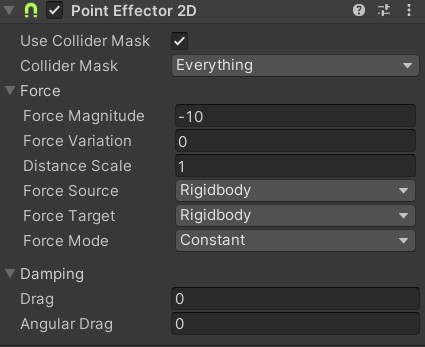 Point Effector 2D
Use Collider Mask
Collider Mask Everything
Force
Force Magnitude -10
Force Variation 0
Distance Scale 1
Force Source Rigidbody
Force Target Rigidbody
Force Mode Constant
Damping
Drag 0
Angular Drag 0